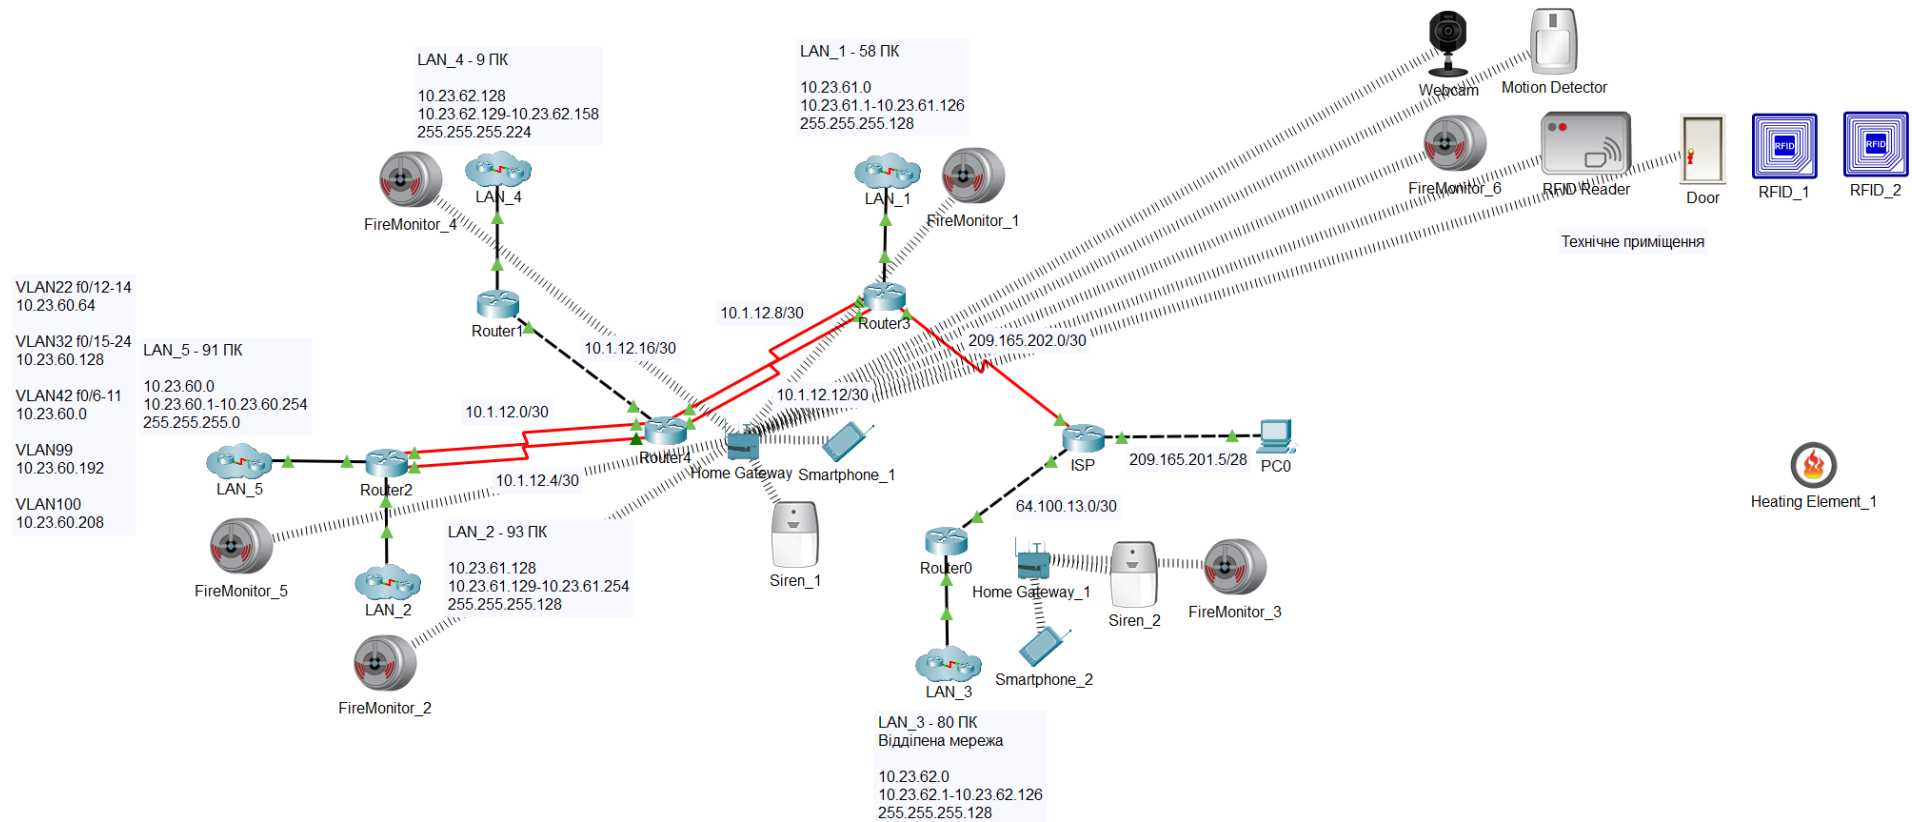 LAN_4 - 9 ПК
10.23.62.128
10.23.62.129-10.23.62.158
255.255.255.224
LAN_4
FireMonitor_4
LAN_1 - 58 ПК
10.23.61.0
10.23.61.1-10.23.61.126
255.255.255.128
LAN_1
FireMonitor_1
Webcam
Motion Detector
FireMonitor_6
RFID Reader
Door
RFID
RFID_1
RFID
RFID_2
Технічне приміщення
VLAN22 f0/12-14
10.23.60.64
VLAN32 f0/15-24
10.23.60.128
VLAN42 f0/6-11
10.23.60.0
VLAN99
10.23.60.192
VLAN100
10.23.60.208
LAN_5 - 91 ПК
10.23.60.0
10.23.60.1-10.23.60.254
255.255.255.0
LAN_5
Router1
10.1.12.16/30
10.1.12.8/30
Router3
209.165.202.0/30
10.1.12.12/30
10.1.12.0/30
Router4
Router2
10.1.12.4/30
Home Gateway
Smartphone_1
ISP
209.165.201.5/28
PC0
Heating Element_1
64.100.13.0/30
FireMonitor_5
LAN_2 - 93 ПК
10.23.61.128
10.23.61.129-10.23.61.254
255.255.255.128
LAN_2
FireMonitor_2
Siren_1
Router0
Home Gateway_1
Siren_2
FireMonitor_3
Smartphone_2
LAN_3
LAN_3 - 80 ПК
Відділена мережа
10.23.62.0
10.23.62.1-10.23.62.126
255.255.255.128